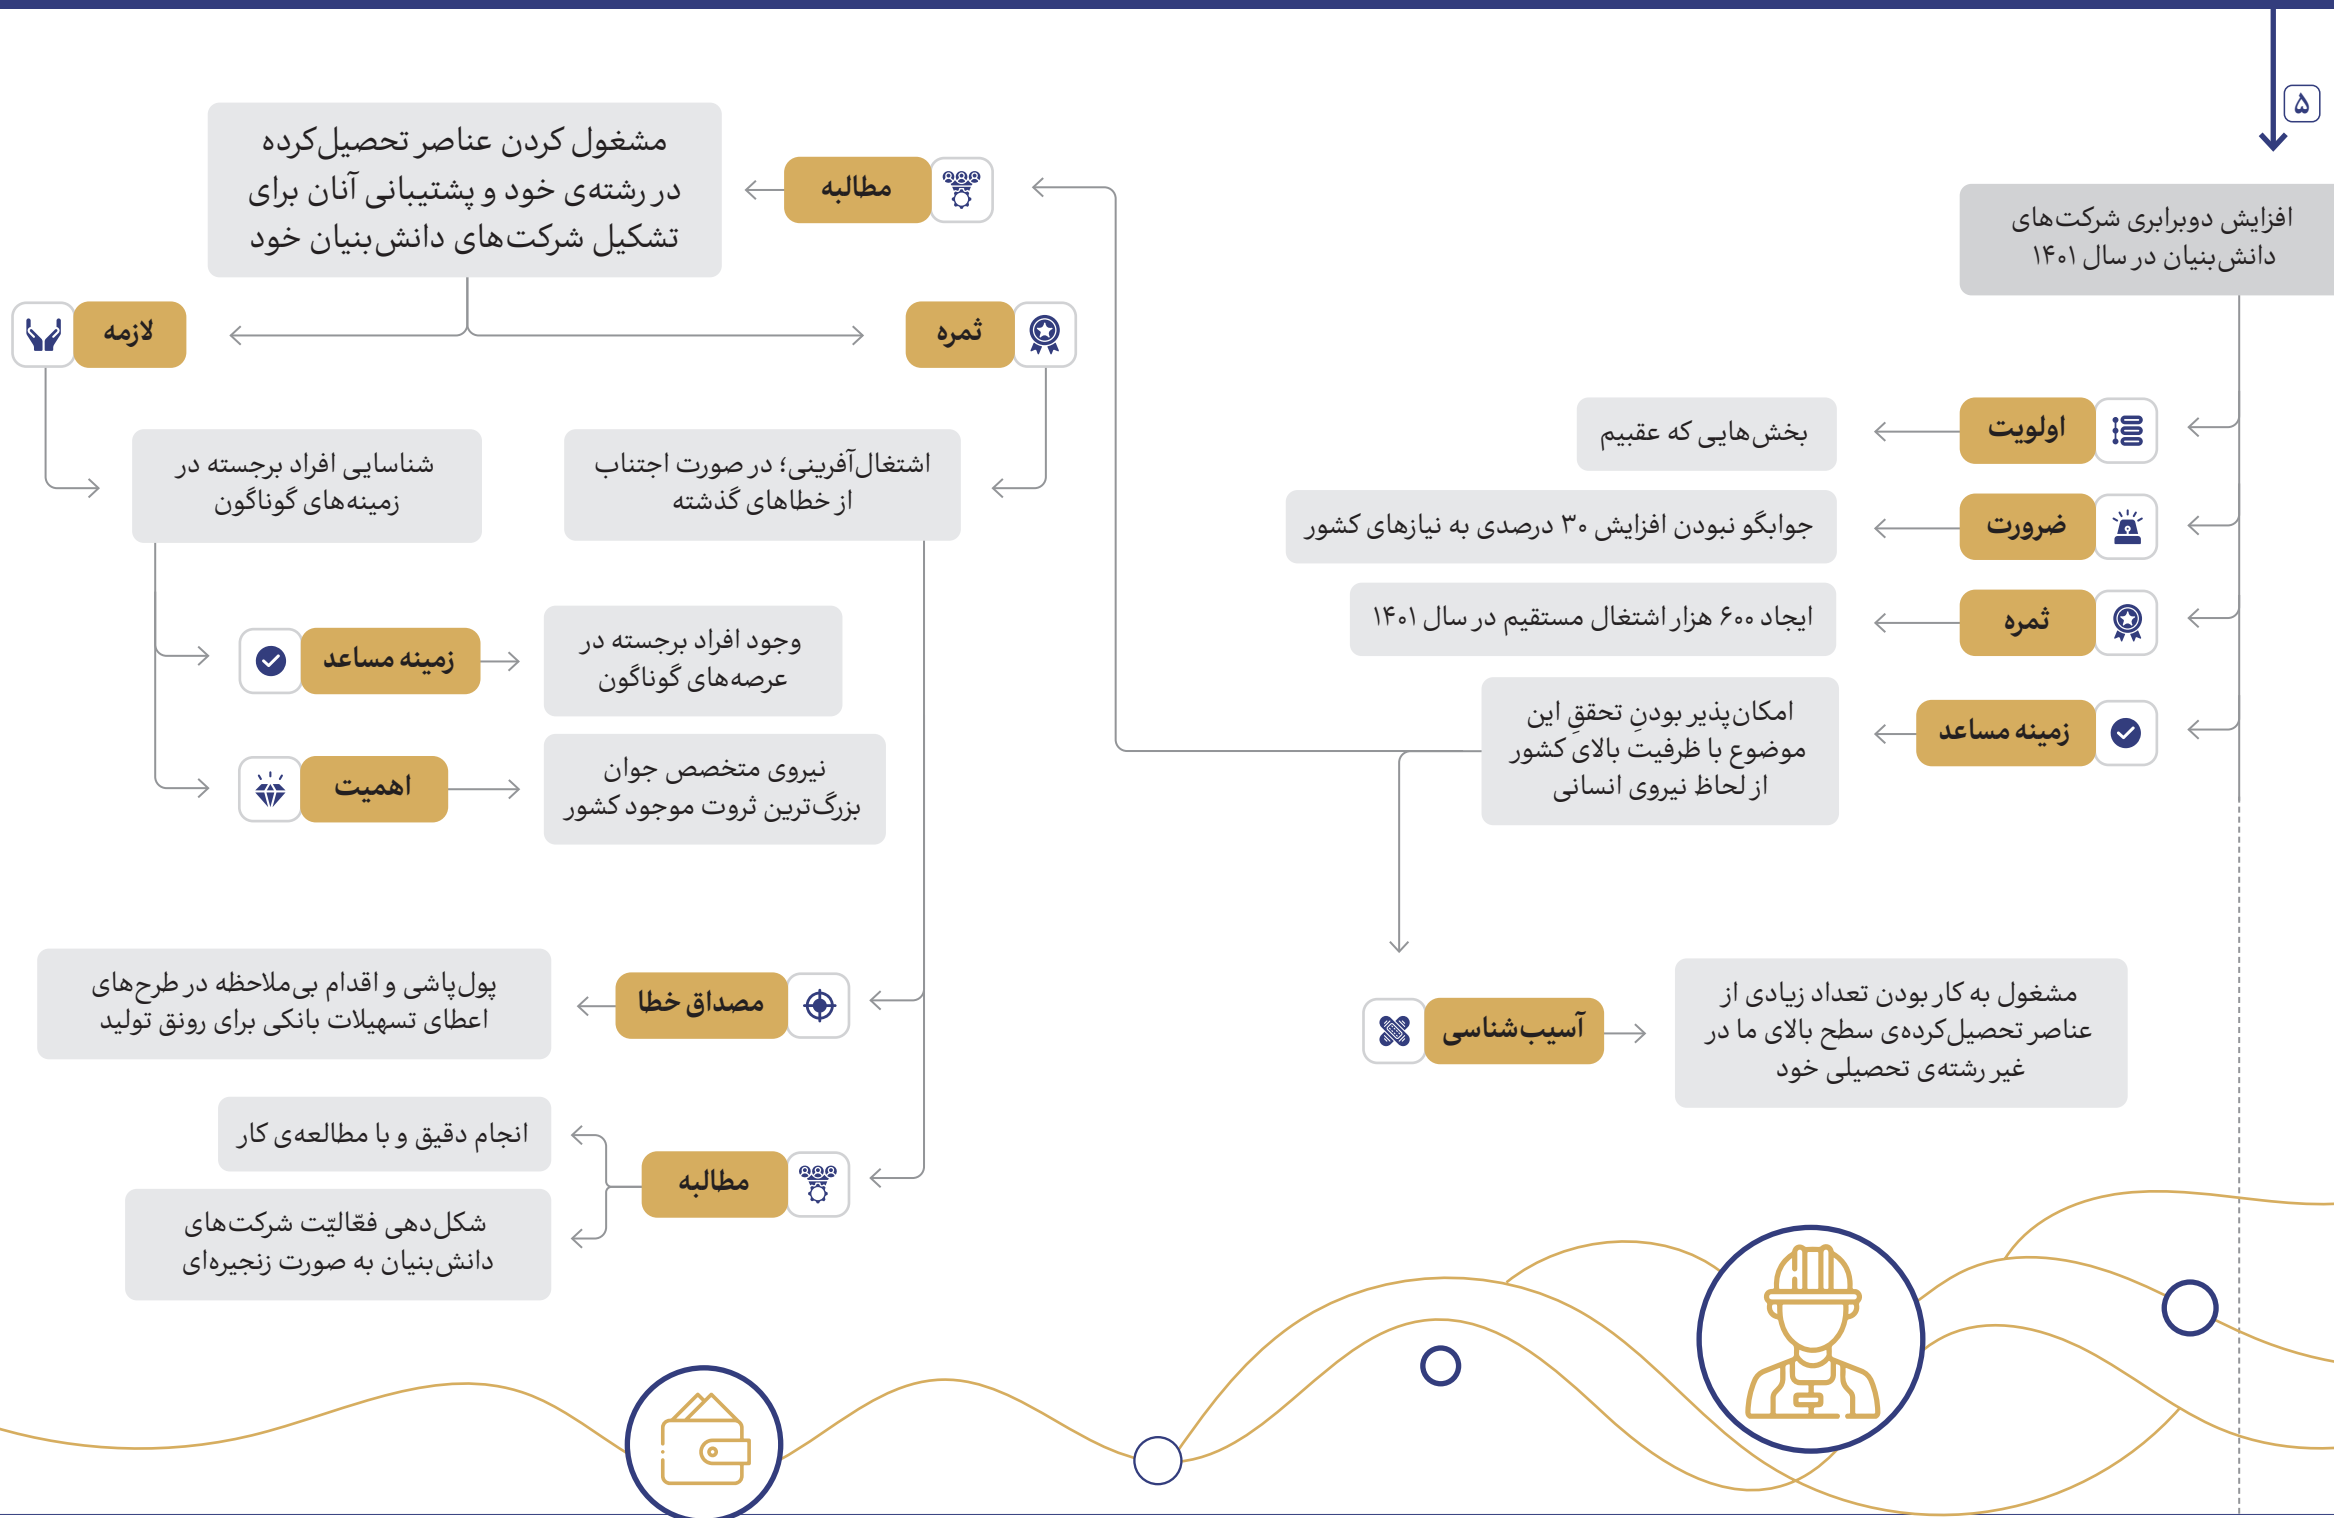 ۵
افزایش دوبرابری شرکت‌های
دانش‌بنیان در سال ۱۴۰۱
اولویت
بخش‌هایی که عقبیم
ضرورت
جوابگو نبودن افزایش ۳۰ درصدی به نیازهای کشور
ثمره
ایجاد ۶۰۰ هزار اشتغال مستقیم در سال ۱۴۰۱
زمینه مساعد
امکان‌پذیر بودنِ تحققِ این
موضوع با ظرفیت بالای کشور
از لحاظ نیروی انسانی
آسیب‌شناسی
مشغول به کار بودن تعداد زیادی از
عناصر تحصیل‌کرده‌ی سطح بالای ما در
غیر رشته‌ی تحصیلی خود
مطالبه
مشغول کردن عناصر تحصیل‌کرده
در رشته‌ی خود و پشتیبانی آنان برای
تشکیل شرکت‌های دانش‌بنیان خود
ثمره
اشتغال‌آفرینی؛ در صورت اجتناب
از خطاهای گذشته
مصداق خطا
پول‌پاشی و اقدام بی‌ملاحظه در طرح‌های
اعطای تسهیلات بانکی برای رونق تولید
مطالبه
انجام دقیق و با مطالعه‌ی کار
شکل‌دهی فعّالیّت شرکت‌های
دانش‌بنیان به صورت زنجیره‌ای
لازمه
شناسایی افراد برجسته در
زمینه‌های گوناگون
زمینه مساعد
وجود افراد برجسته در
عرصه‌های گوناگون
اهمیت
نیروی متخصص جوان
بزرگ‌ترین ثروت موجود کشور